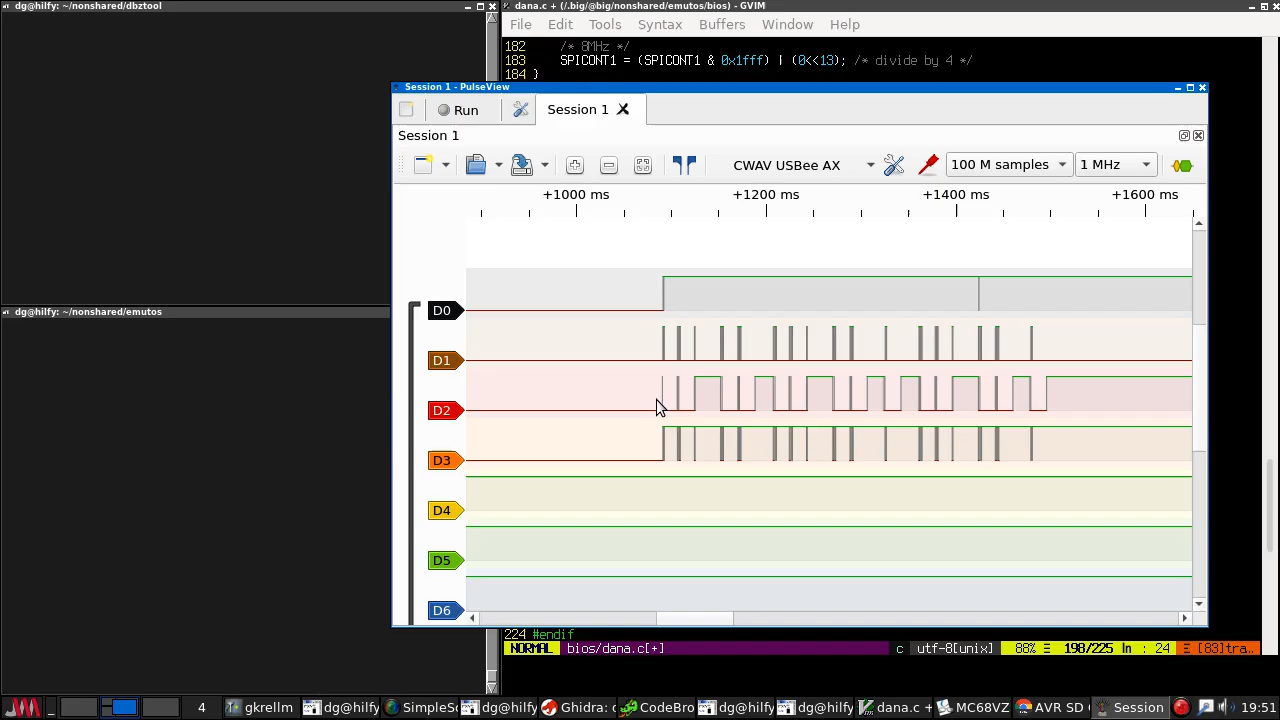 dg@hilfy: ~/nonshared/dbztool
dana.c + (/.big/@big/nonshared/emutos/bios) - GVIM
File Edit Tools Syntax Buffers Window Help
182 /* 8MHz */
183 SPICONT1 = (SPICONT1 & 0x1fff) | (0<<13); /* divide by 4 */
184 }
Session 1 - PulseView
Run
Session 1
Session 1
CWAV USBee AX
100 M samples
1 MHz
+1000 ms +1200 ms +1400 ms +1600 ms
D0
dg@hilfy: ~/nonshared/emutos
D1
D2
D3
D4
D5
D6
224 #endif
NORMAL bios/dana.c[+] c utf-8[unix] 88% Ξ 198/225 ln : 24 Ξ [83]tra..
4 gkrellm dg@hilfy SimpleSc dg@hilfy Ghidra: c CodeBro dg@hilfy dg@hilfy dana.c + MC68VZ AVR SD Session 19:51